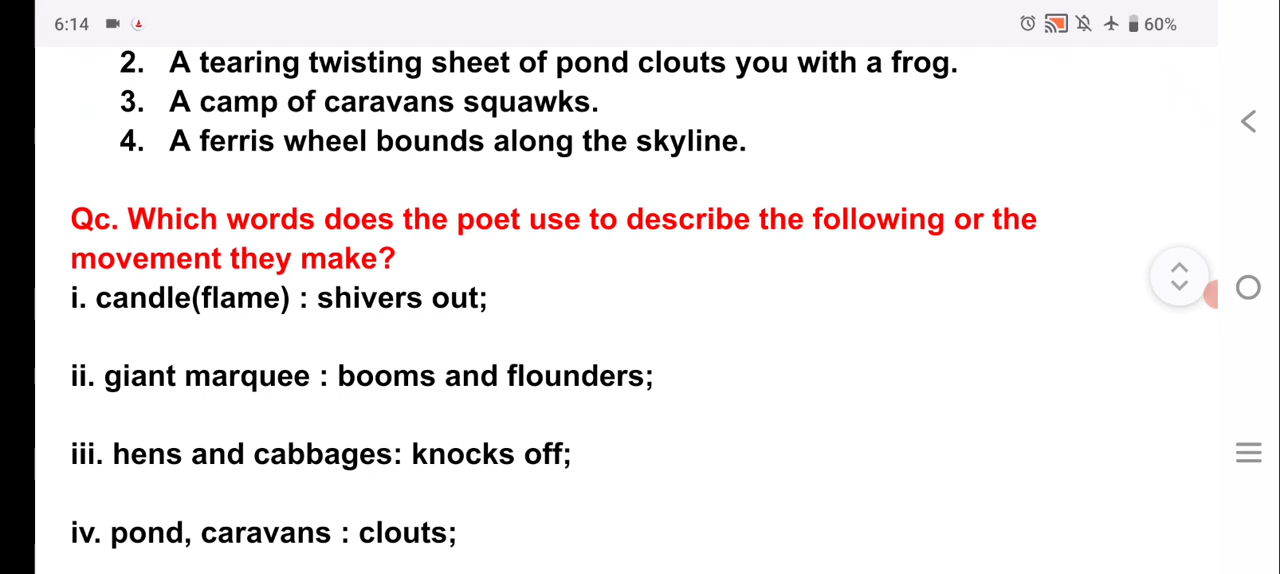 6:14
60%
2. A tearing twisting sheet of pond clouts you with a frog.
3. A camp of caravans squawks.
4. A ferris wheel bounds along the skyline.
Qc. Which words does the poet use to describe the following or the
movement they make?
i. candle(flame) : shivers out;
ii. giant marquee : booms and flounders;
iii. hens and cabbages: knocks off;
iv. pond, caravans : clouts;